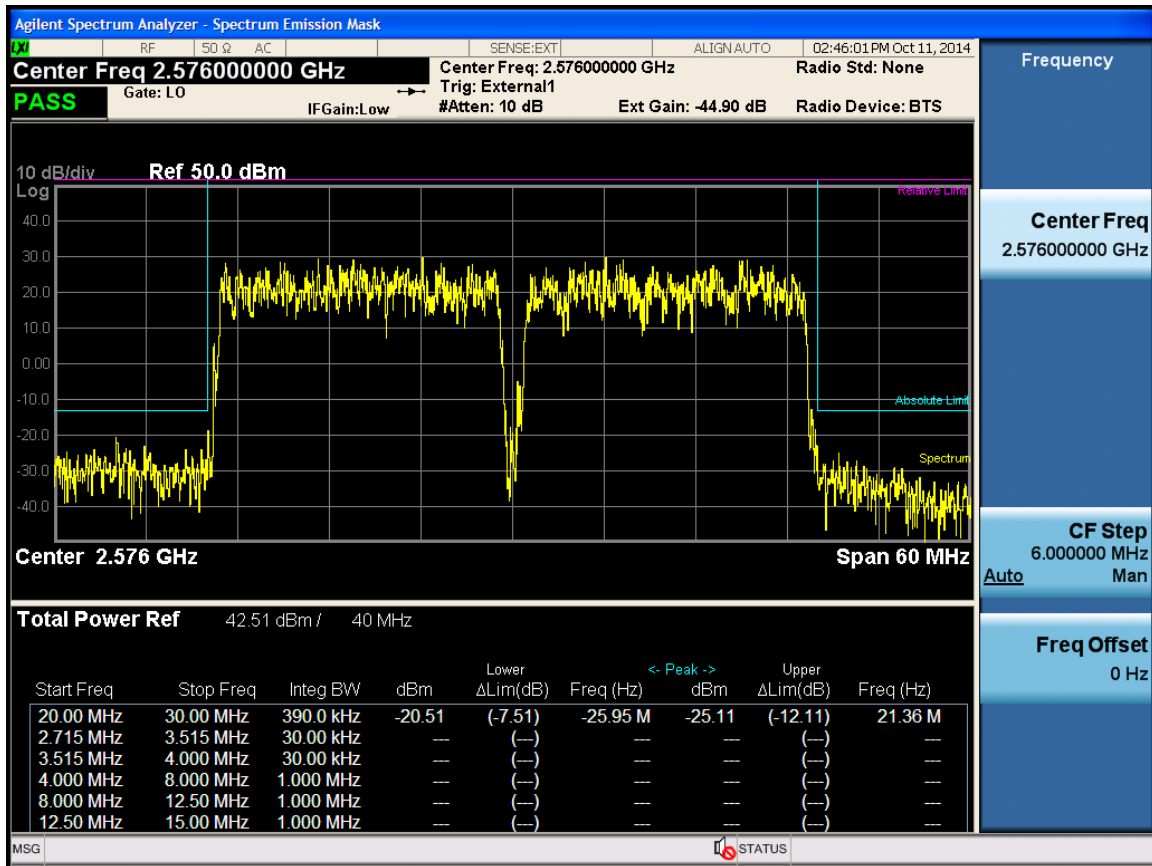 Agilent Spectrum Analyzer - Spectrum Emission Mask
LXI RF 50 Ω AC SENSE:EXT ALIGN AUTO 02:46:01 PM Oct 11, 2014
Center Freq 2.576000000 GHz
Center Freq: 2.576000000 GHz
Radio Std: None
PASS
Gate: LO
IFGain:Low
Trig: External1
#Atten: 10 dB
Ext Gain: -44.90 dB
Radio Device: BTS
10 dB/div Ref 50.0 dBm
Log
Relative Limit
40.0
30.0
20.0
10.0
0.00
-10.0
Absolute Limit
-20.0
Spectrum
-30.0
-40.0
Center 2.576 GHz
Span 60 MHz
Total Power Ref 42.51 dBm / 40 MHz
Lower <- Peak -> Upper
Start Freq Stop Freq Integ BW dBm ΔLim(dB) Freq (Hz) dBm ΔLim(dB) Freq (Hz)
20.00 MHz 30.00 MHz 390.0 kHz -20.51 (-7.51) -25.95 M -25.11 (-12.11) 21.36 M
2.715 MHz 3.515 MHz 30.00 kHz --- (---) --- --- (---) ---
3.515 MHz 4.000 MHz 30.00 kHz --- (---) --- --- (---) ---
4.000 MHz 8.000 MHz 1.000 MHz --- (---) --- --- (---) ---
8.000 MHz 12.50 MHz 1.000 MHz --- (---) --- --- (---) ---
12.50 MHz 15.00 MHz 1.000 MHz --- (---) --- --- (---) ---
MSG
STATUS
Frequency
Center Freq
2.576000000 GHz
CF Step
6.000000 MHz
Auto Man
Freq Offset
0 Hz